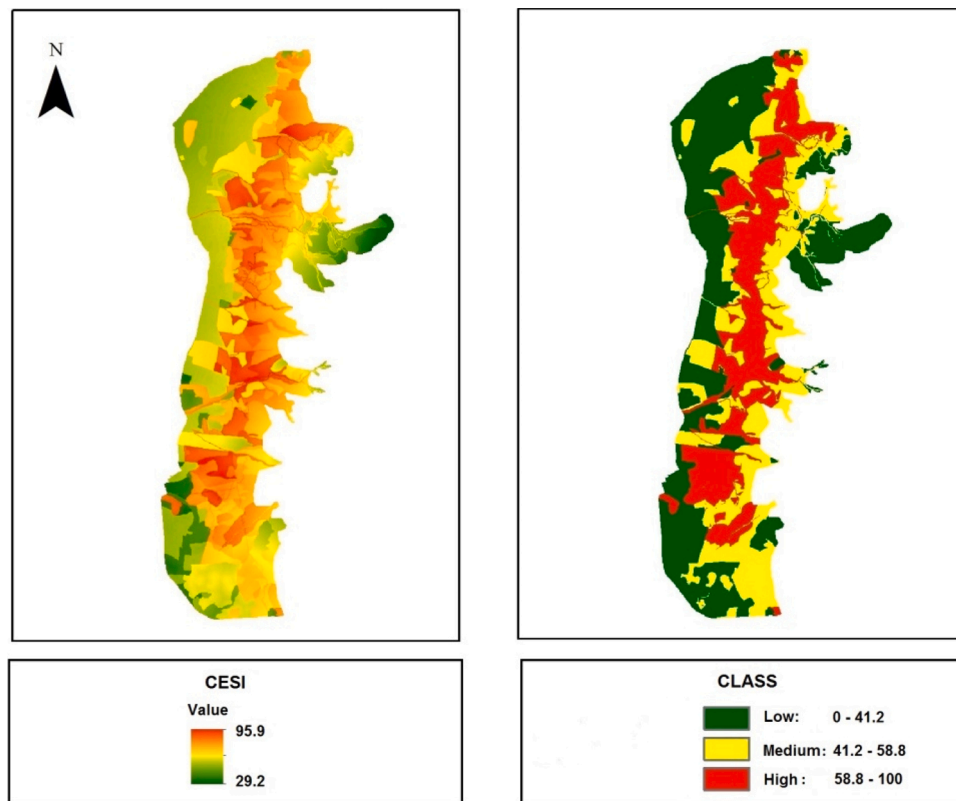 N
CESI
Value
95.9
29.2
CLASS
Low: 0 - 41.2
Medium: 41.2 - 58.8
High : 58.8 - 100